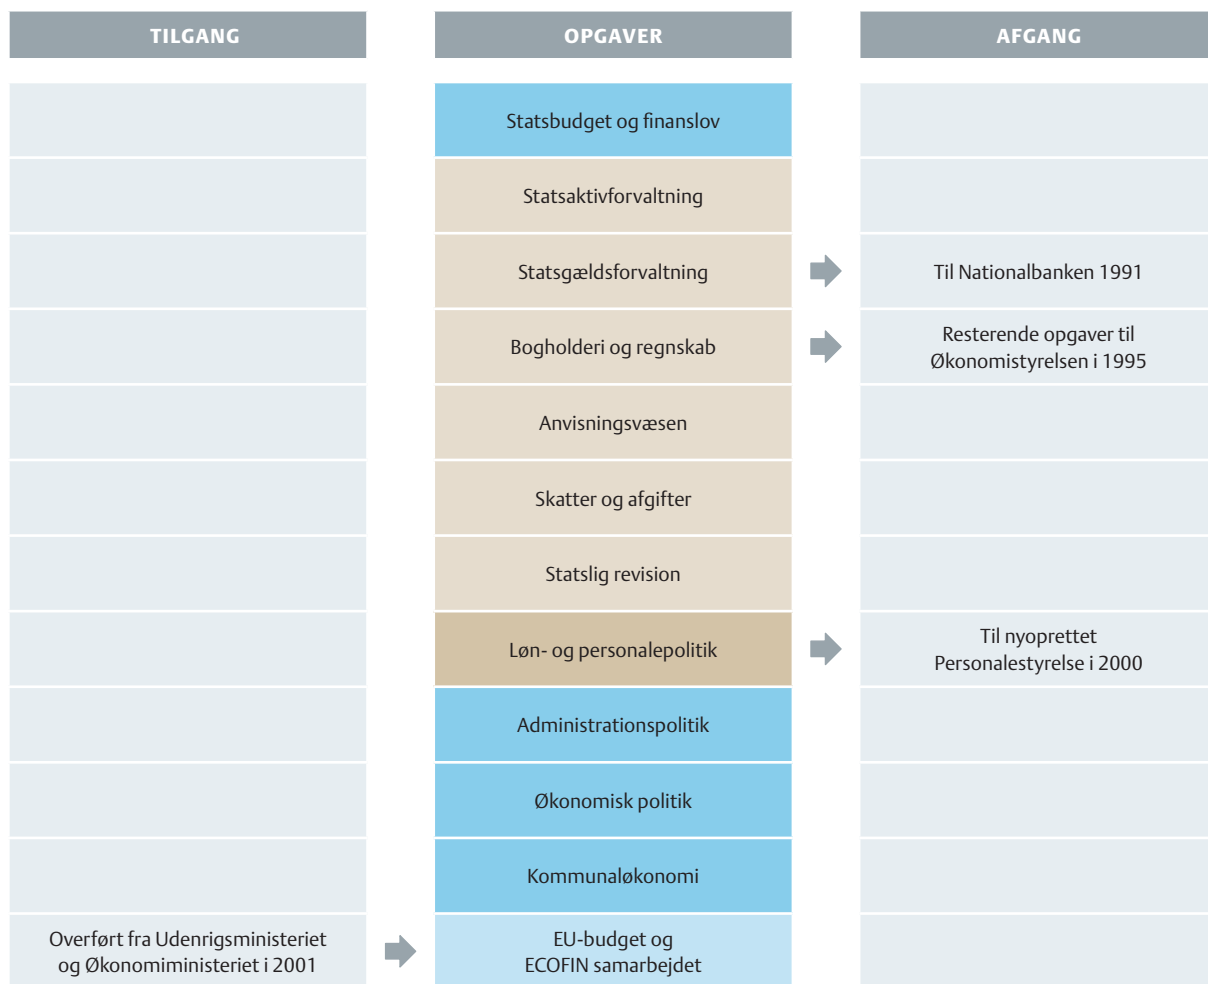 TILGANG
OPGAVER
AFGANG
Statsbudget og finanslov
Statsaktivforvaltning
Statsgældsforvaltning
Til Nationalbanken 1991
Bogholderi og regnskab
Resterende opgaver til
Økonomistyrelsen i 1995
Anvisningsvæsen
Skatter og afgifter
Statslig revision
Løn- og personalepolitik
Til nyoprettet
Personalestyrelse i 2000
Administrationspolitik
Økonomisk politik
Kommunaløkonomi
Overført fra Udenrigsministeriet
og Økonomiministeriet i 2001
EU-budget og
ECOFIN samarbejdet